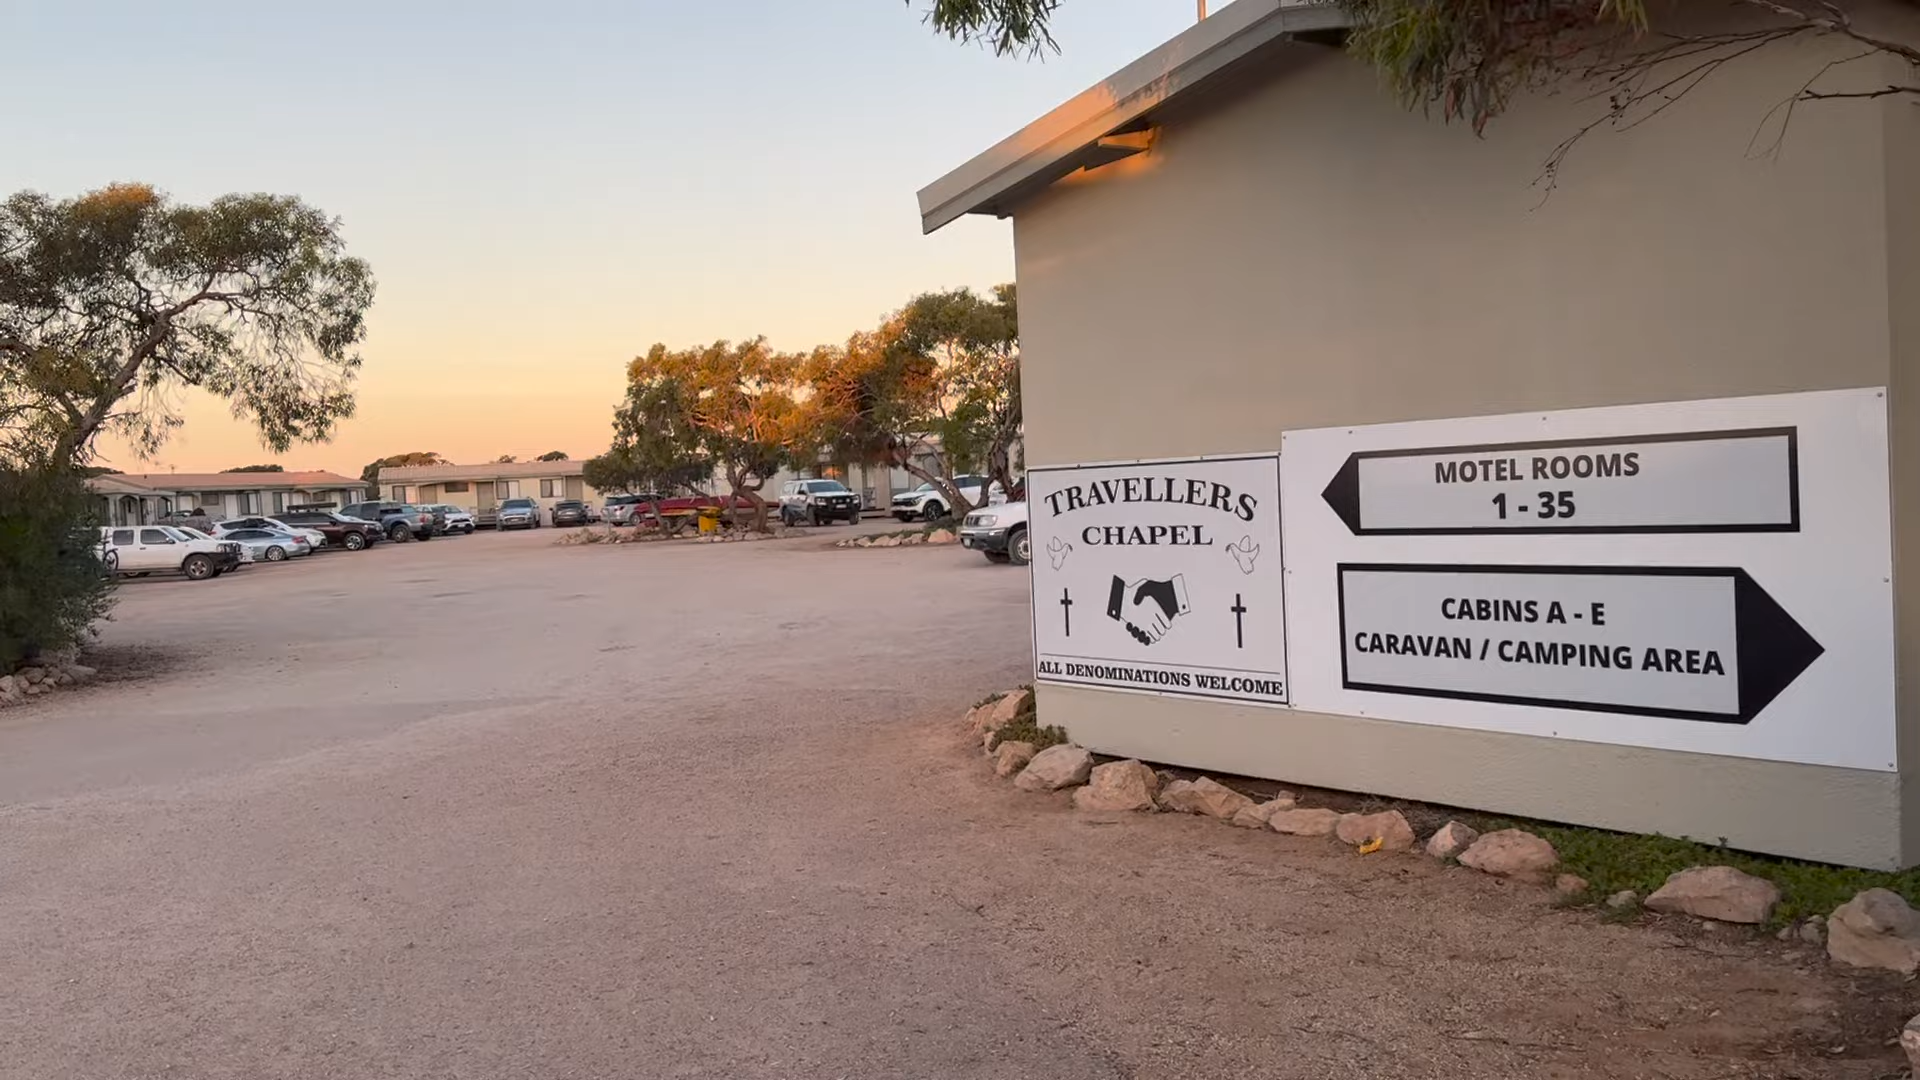 TRAVELLERS
CHAPEL
ALL DENOMINATIONS WELCOME
MOTEL ROOMS
1 - 35
CABINS A - E
CARAVAN / CAMPING AREA